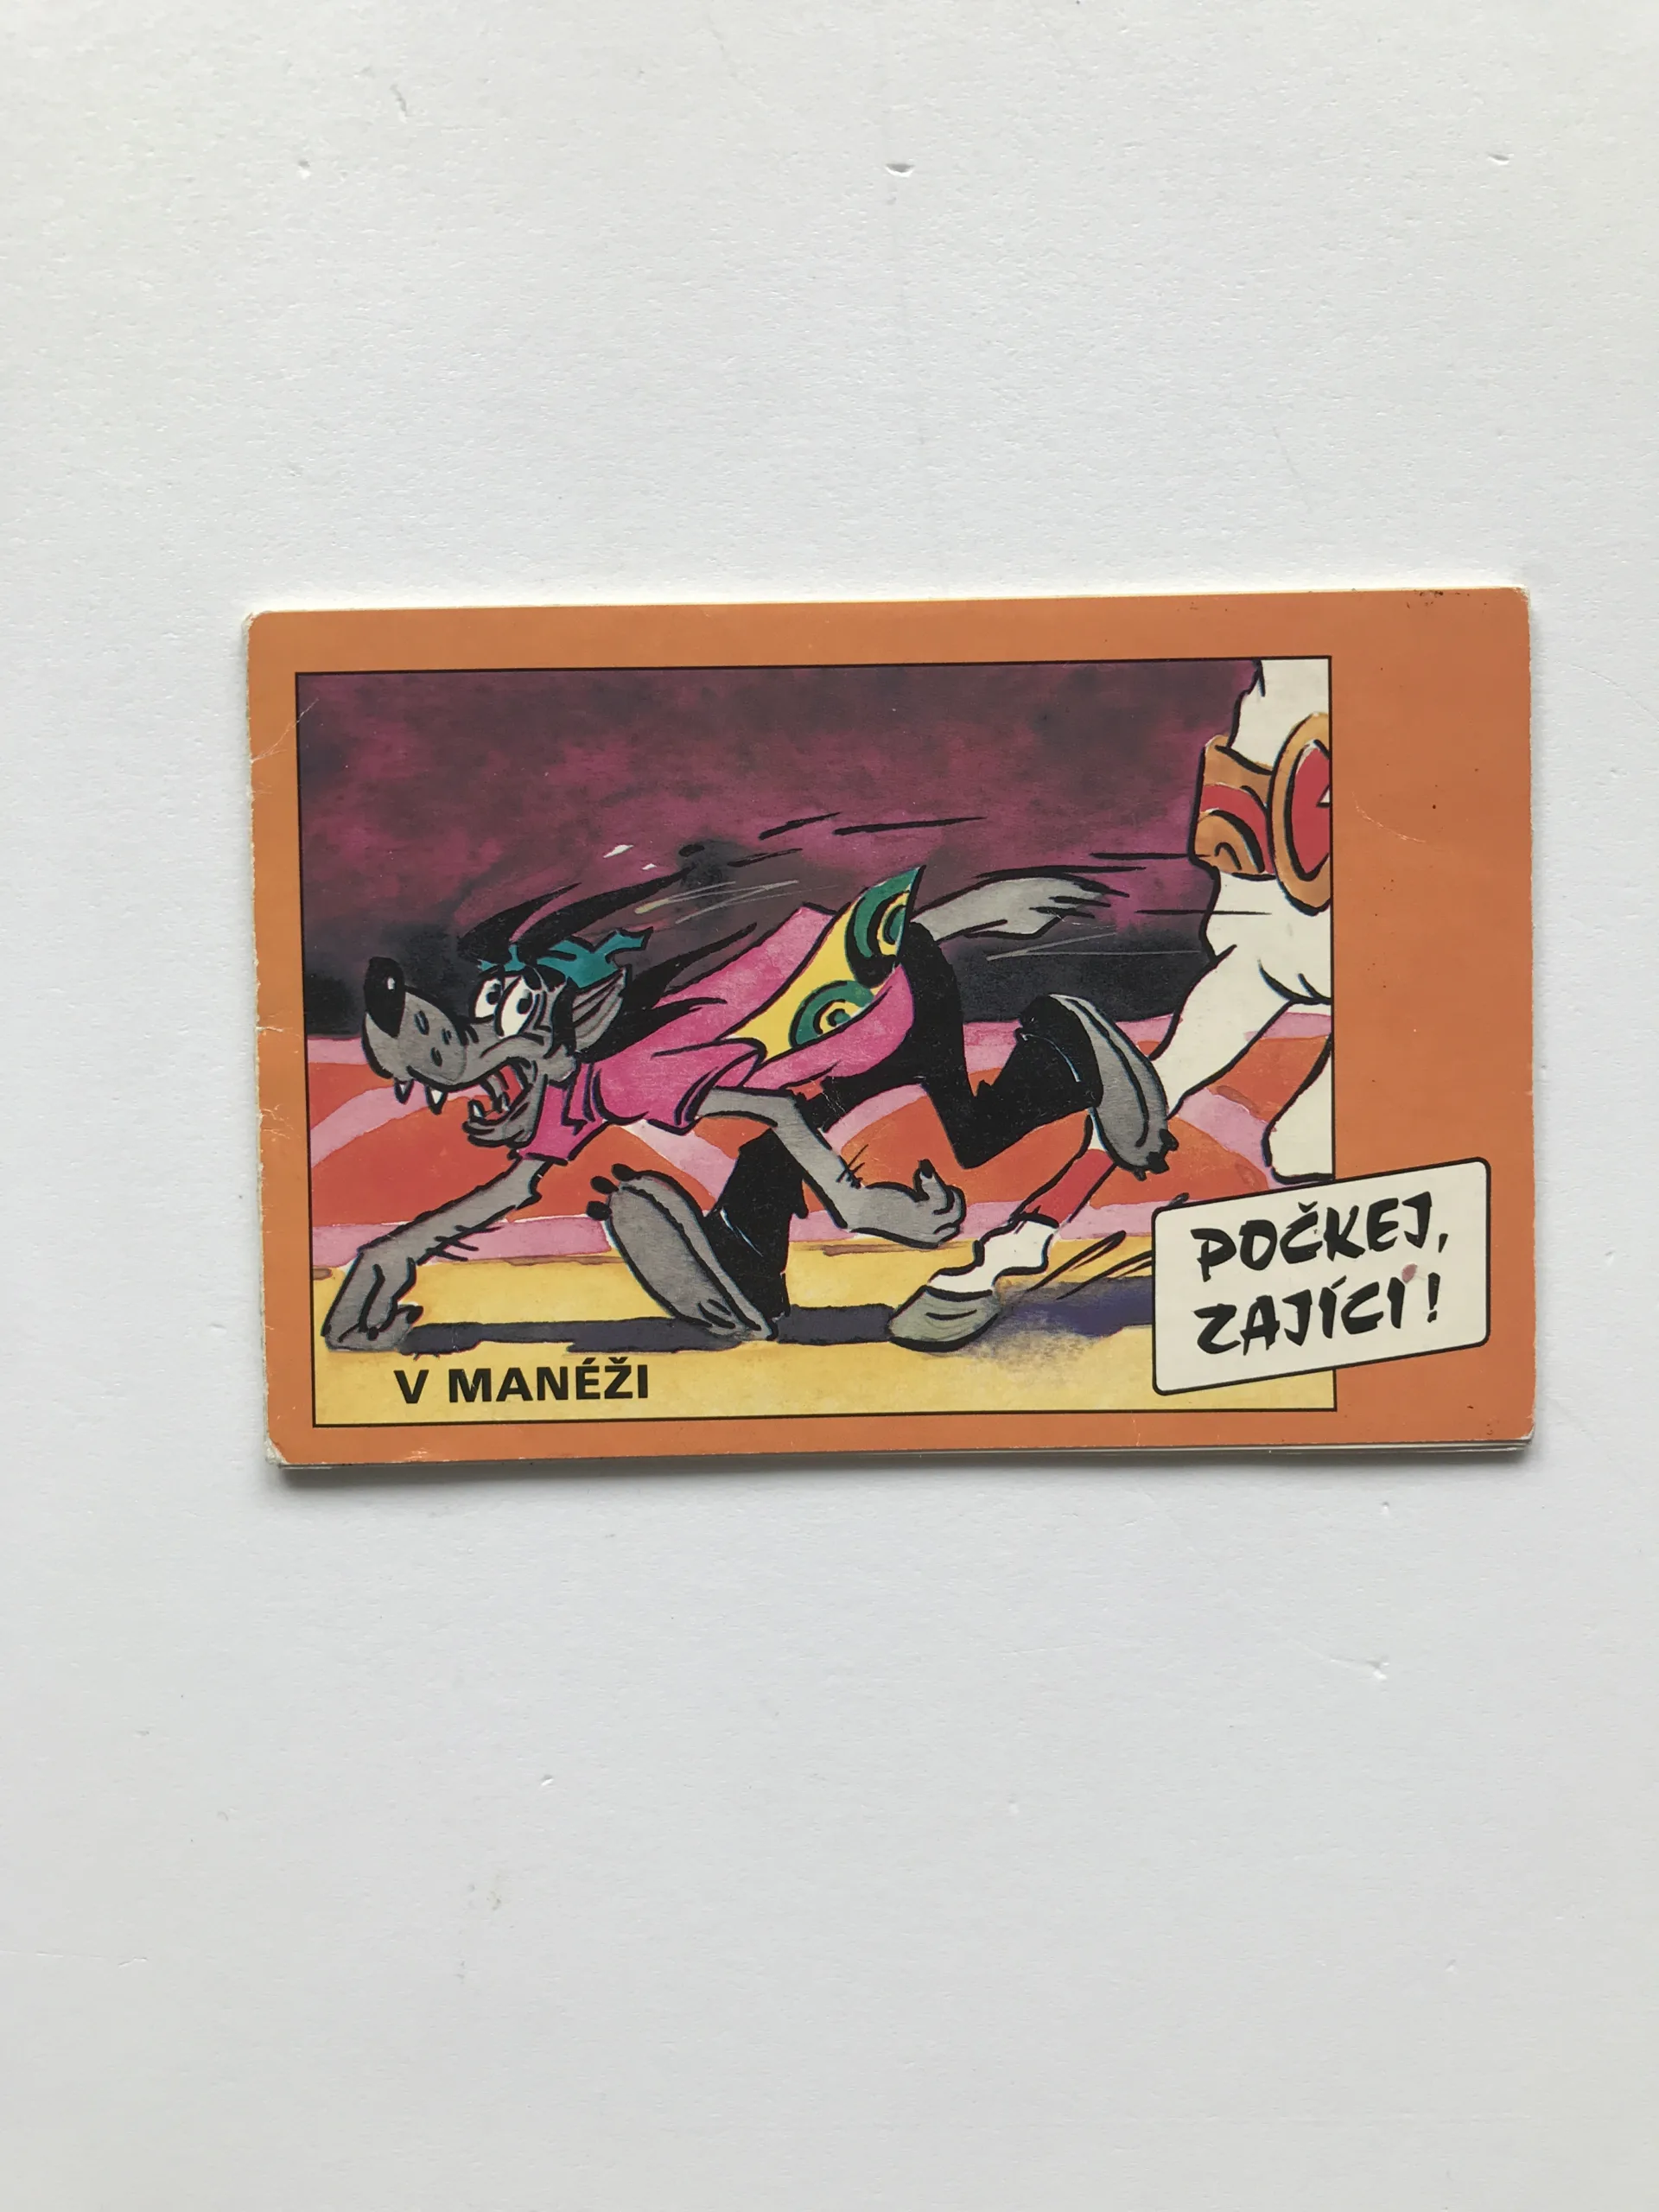 V MANÉŽI
POČKEJ,
ZAJÍCI!